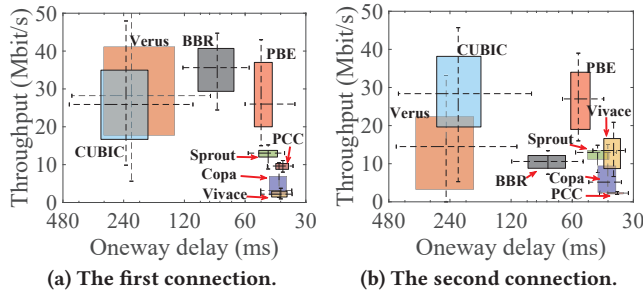 Throughput (Mbit/s)
50
40
30
20
10
0
Verus
BBR
PBE
CUBIC
Sprout
PCC
Copa
Vivace
480 240 120 60 30
Oneway delay (ms)
(a) The first connection.
Throughput (Mbit/s)
50
40
30
20
10
0
CUBIC
PBE
Vivace
Verus
Sprout
BBR
Copa
PCC
480 240 120 60 30
Oneway delay (ms)
(b) The second connection.